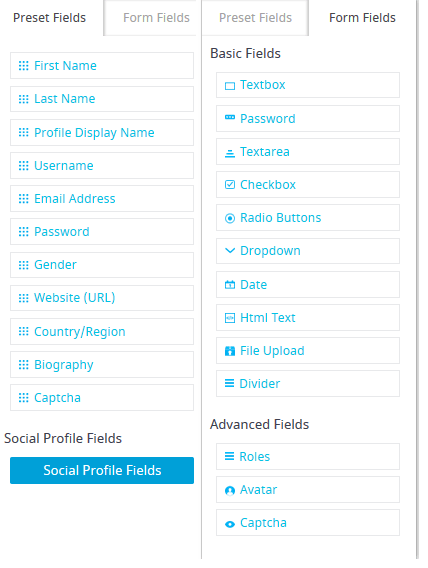 Preset Fields
Form Fields
First Name
Last Name
Profile Display Name
Username
Email Address
Password
Gender
Website (URL)
Country/Region
Biography
Captcha
Social Profile Fields
Social Profile Fields
Preset Fields
Form Fields
Basic Fields
Textbox
Password
Textarea
Checkbox
Radio Buttons
Dropdown
Date
Html Text
File Upload
Divider
Advanced Fields
Roles
Avatar
Captcha